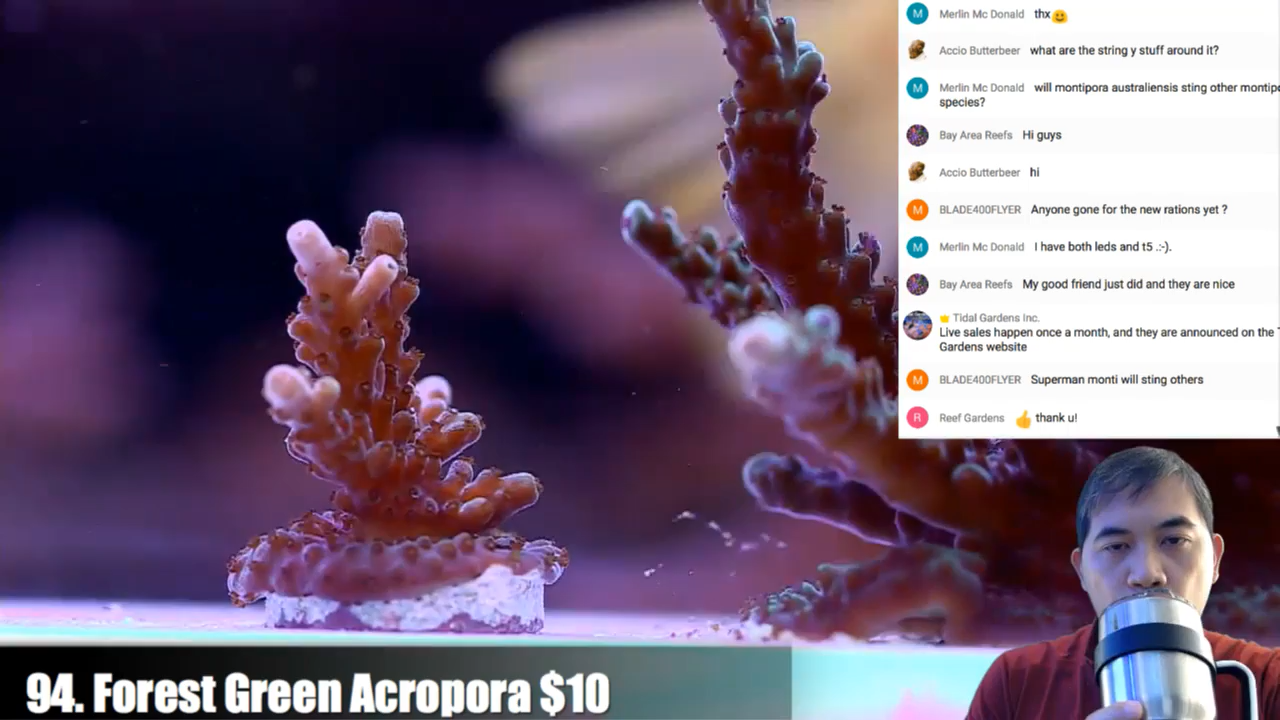 Merlin Mc Donald thx
Accio Butterbeer what are the string y stuff around it?
Merlin Mc Donald will montipora australiensis sting other
species?
Bay Area Reefs Hi guys
Accio Butterbeer hi
BLADE400FLYER Anyone gone for the new rations yet ?
Merlin Mc Donald I have both leds and t5 .:-).
Bay Area Reefs My good friend just did and they are nice
Tidal Gardens Inc.
Live sales happen once a month, and they are announced on the
Gardens website
BLADE400FLYER Superman monti will sting others
Reef Gardens 👍 thank u!
94. Forest Green Acropora $10
M
M
M
M
M
R